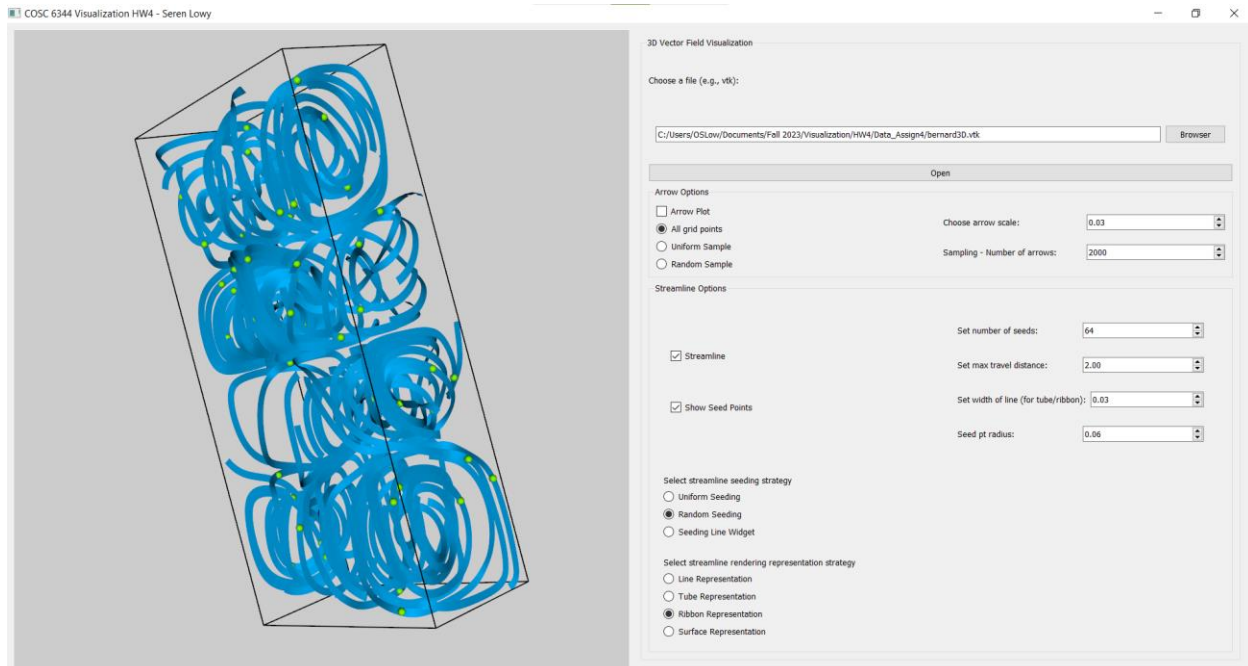 COSC 6344 Visualization HW4 - Seren Lowy
3D Vector Field Visualization
Choose a file (e.g., vtk):
C:/Users/OSLow/Documents/Fall 2023/Visualization/HW4/Data_Assign4/bernard3D.vtk
Browser
Open
Arrow Options
Arrow Plot
All grid points
Uniform Sample
Random Sample
Choose arrow scale: 0.03
Sampling - Number of arrows: 2000
Streamline Options
Streamline
Show Seed Points
Set number of seeds: 64
Set max travel distance: 2.00
Set width of line (for tube/ribbon): 0.03
Seed pt radius: 0.06
Select streamline seeding strategy
Uniform Seeding
Random Seeding
Seeding Line Widget
Select streamline rendering representation strategy
Line Representation
Tube Representation
Ribbon Representation
Surface Representation